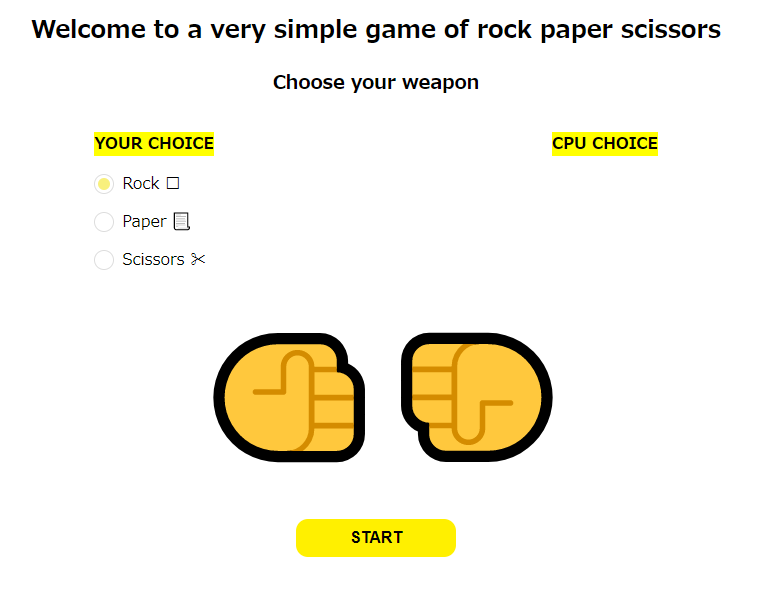 Welcome to a very simple game of rock paper scissors
Choose your weapon
YOUR CHOICE
CPU CHOICE
Rock
Paper
Scissors
START